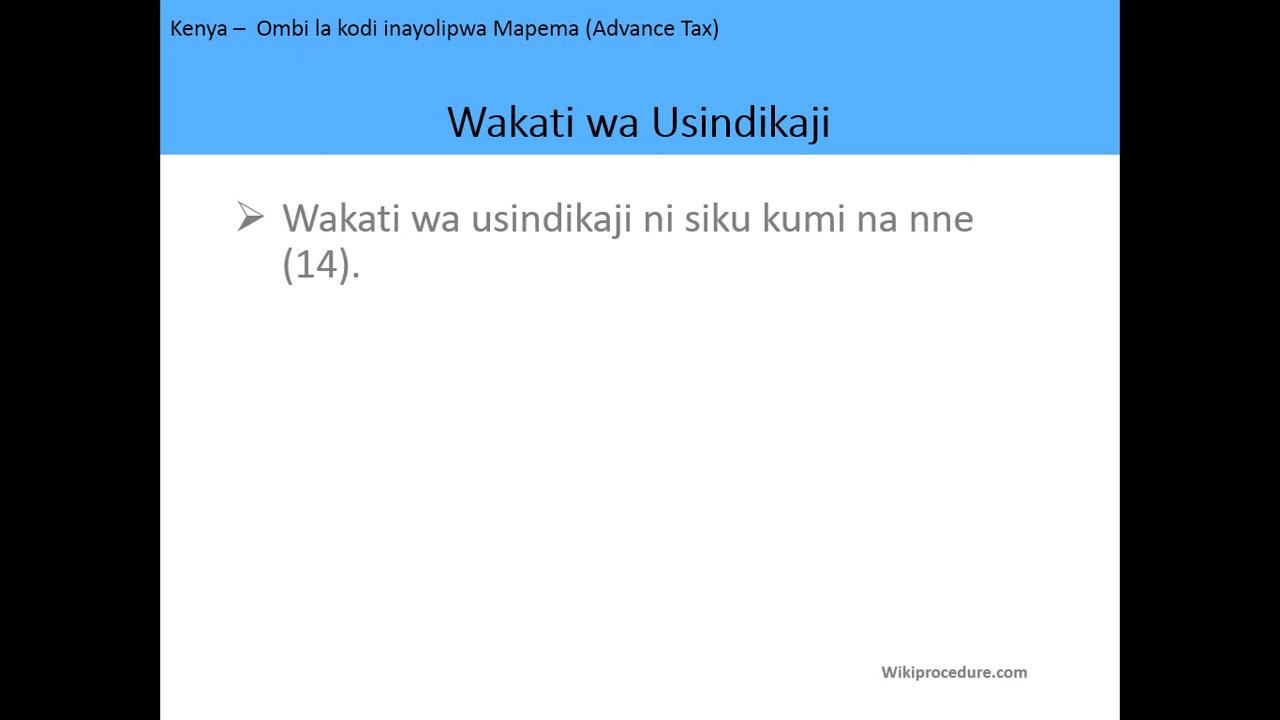 Kenya – Ombi la kodi inayolipwa Mapema (Advance Tax)
Wakati wa Usindikaji
➢ Wakati wa usindikaji ni siku kumi na nne
(14).
Wikiprocedure.com